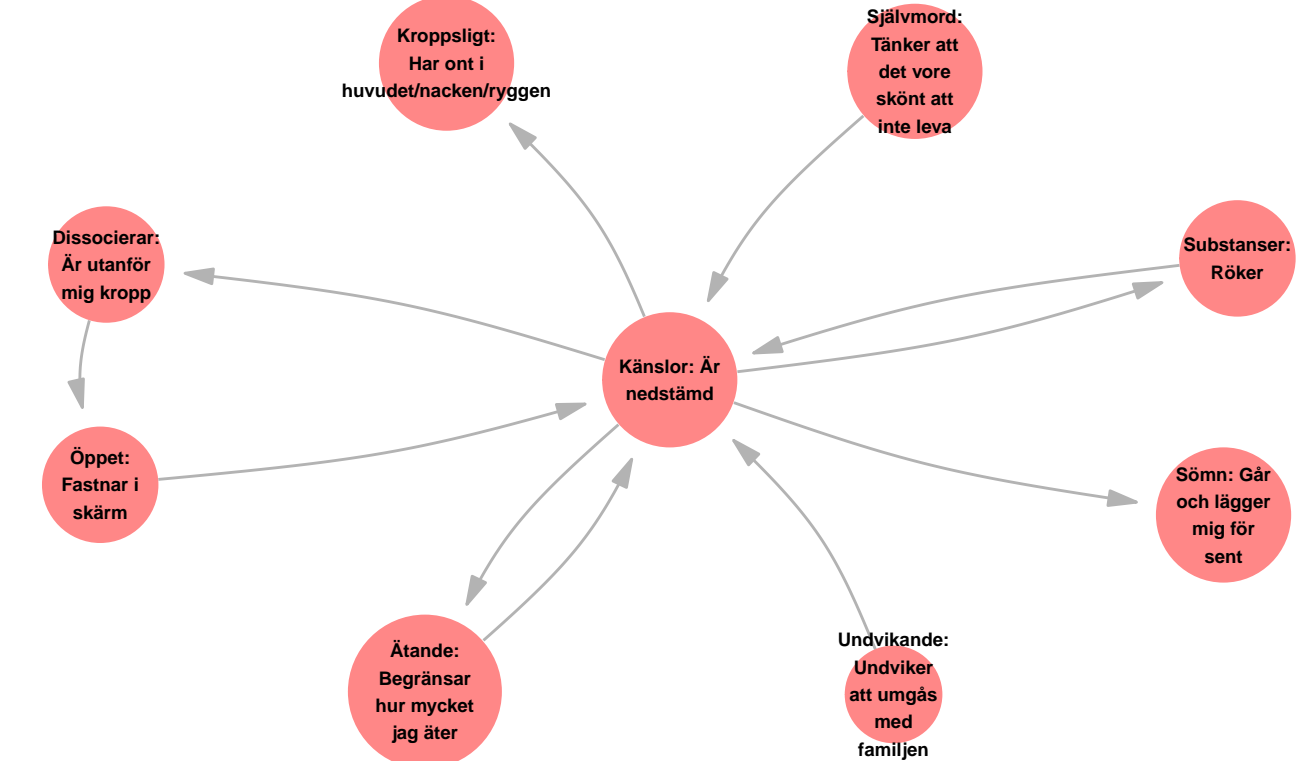 Kroppsligt:
Har ont i
huvudet/nacken/ryggen
Självmord:
Tänker att
det vore
skönt att
inte leva
Dissocierar:
Är utanför
mig kropp
Substanser:
Röker
Känslor: Är
nedstämd
Öppet:
Fastnar i
skärm
Sömn: Går
och lägger
mig för
sent
Ätande:
Begränsar
hur mycket
jag äter
Undvikande:
Undviker
att umgås
med
familjen